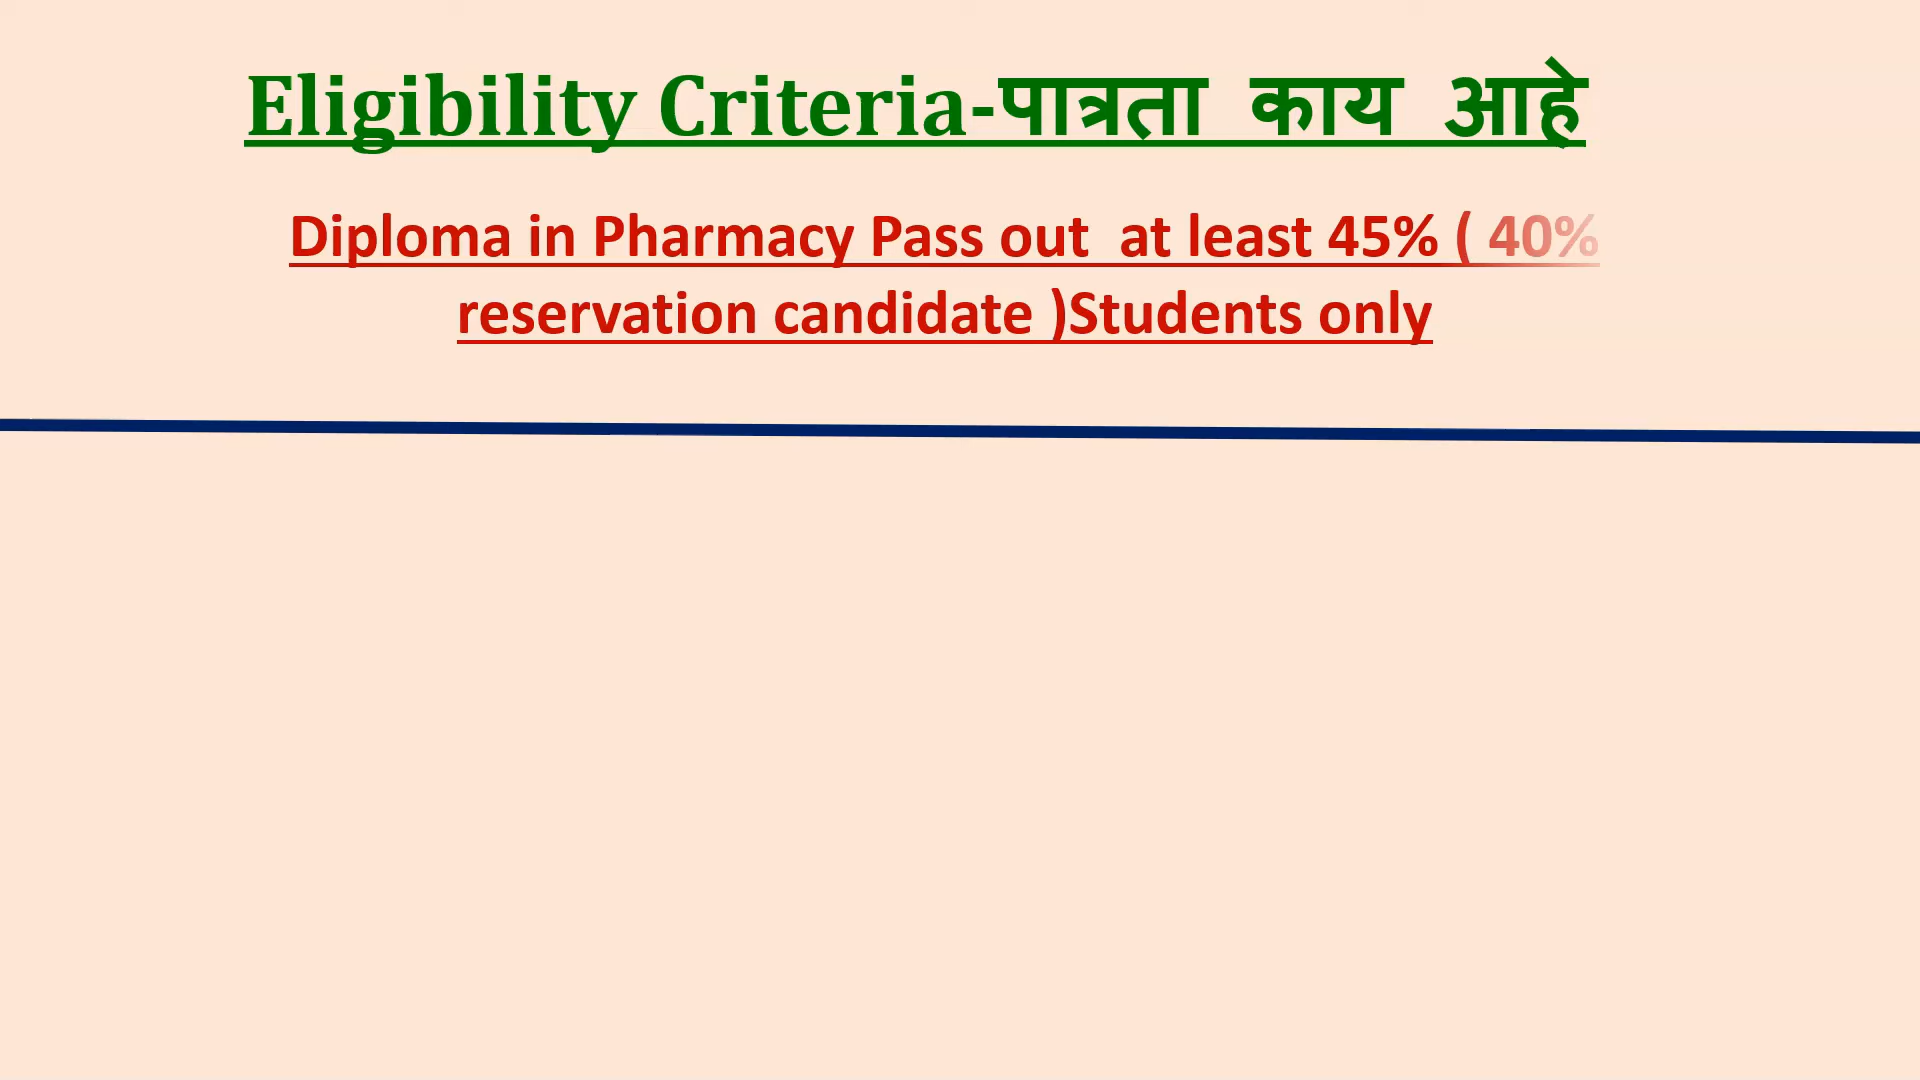 Eligibility Criteria-पात्रता काय आहे
Diploma in Pharmacy Pass out at least 45% ( 40%
reservation candidate )Students only